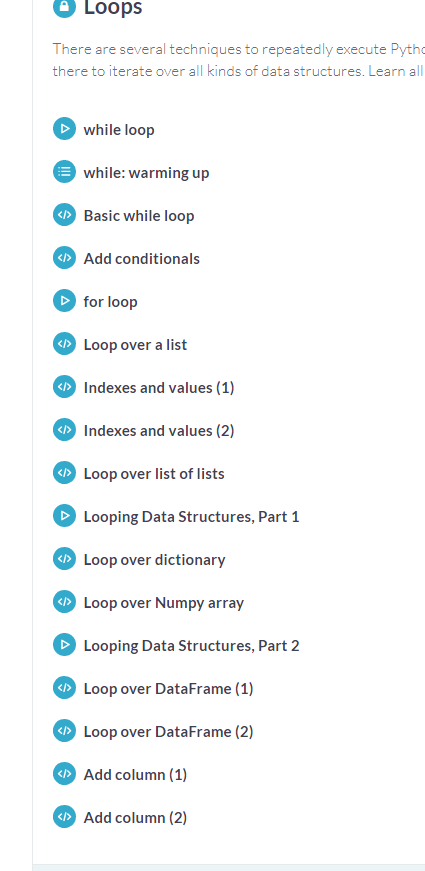 Loops
There are several techniques to repeatedly execute
there to iterate over all kinds of data structures. Learn all
while loop
while: warming up
Basic while loop
Add conditionals
for loop
Loop over a list
Indexes and values (1)
Indexes and values (2)
Loop over list of lists
Looping Data Structures, Part 1
Loop over dictionary
Loop over Numpy array
Looping Data Structures, Part 2
Loop over DataFrame (1)
Loop over DataFrame (2)
Add column (1)
Add column (2)